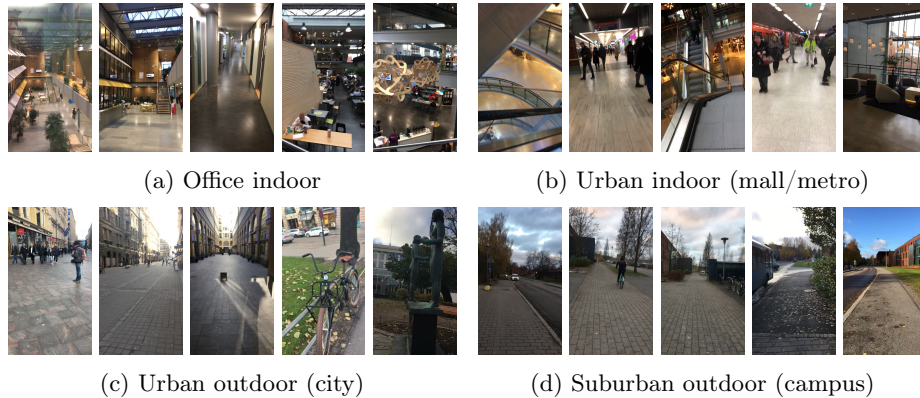 (a) Office indoor
(b) Urban indoor (mall/metro)
(c) Urban outdoor (city)
(d) Suburban outdoor (campus)